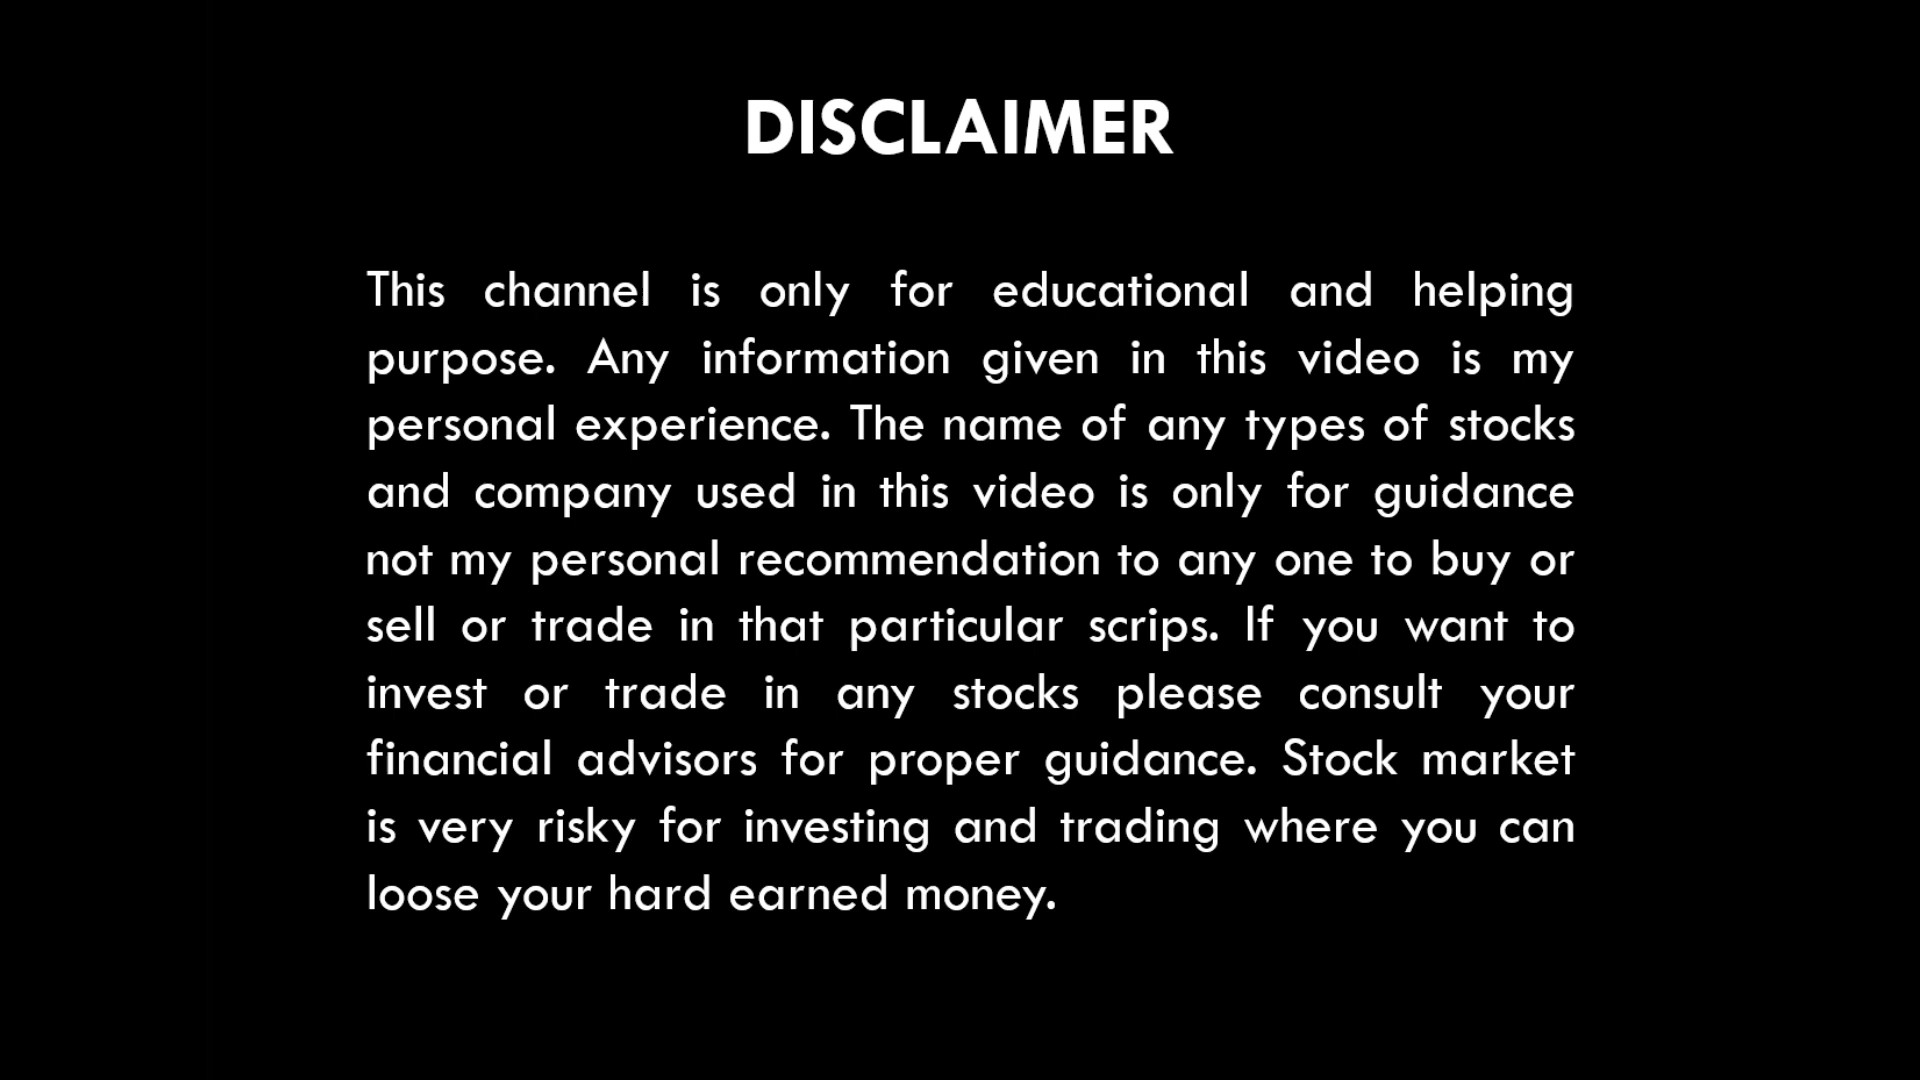 DISCLAIMER
This channel is only for educational and helping
purpose. Any information given in this video is my
personal experience. The name of any types of stocks
and company used in this video is only for guidance
not my personal recommendation to any one to buy or
sell or trade in that particular scrips. If you want to
invest or trade in any stocks please consult your
financial advisors for proper guidance. Stock market
is very risky for investing and trading where you can
loose your hard earned money.